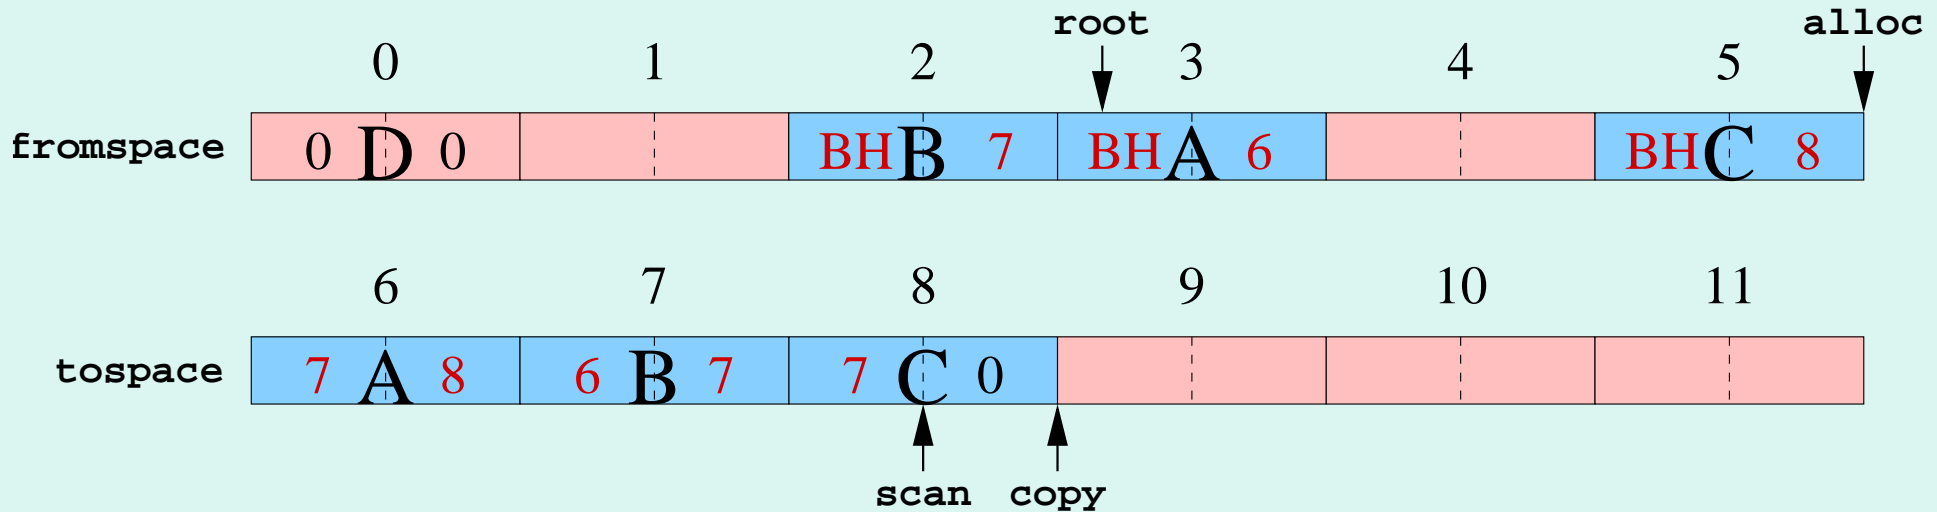 root alloc
0 1 2 3 4 5
fromspace 0 D 0 BH B 7 BH A 6 BH C 8
6 7 8 9 10 11
tospace 7 A 8 6 B 7 7 C 0
scan copy